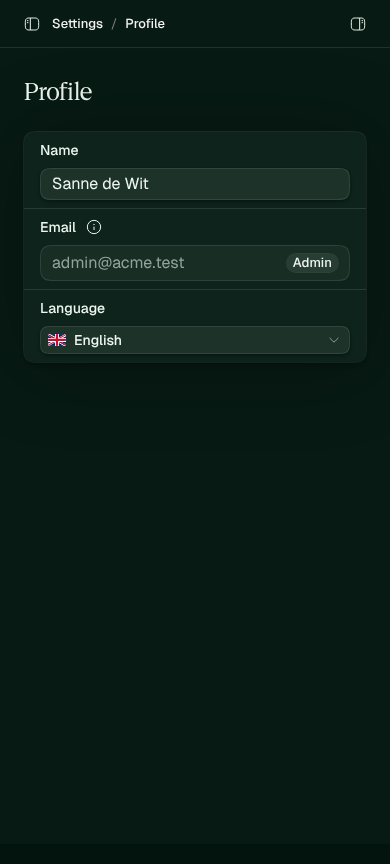 Settings / Profile
Profile
Name
Sanne de Wit
Email
admin@acme.test Admin
Language
English